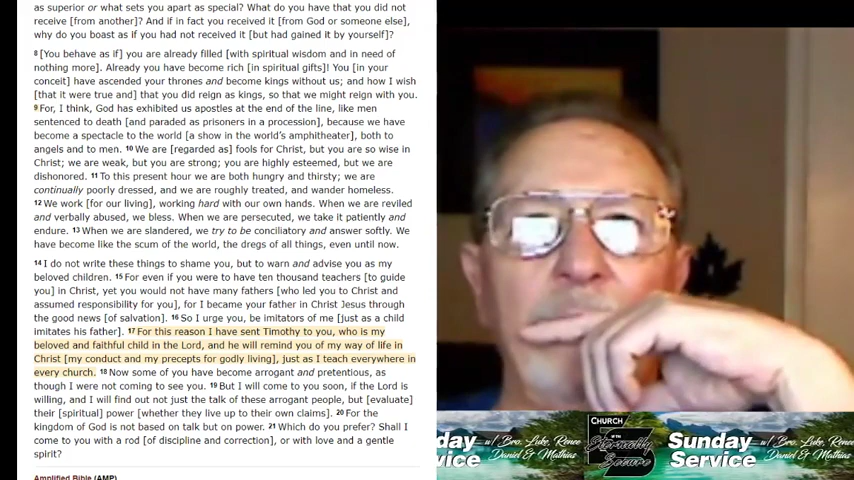 as superior or what sets you apart as special? What do you have that you did not
receive [from another]? And if in fact you received it [from God or someone else],
why do you boast as if you had not received it [but had gained it by yourself]?
8 [You behave as if] you are already filled [with spiritual wisdom and in need of
nothing more]. Already you have become rich [in spiritual gifts]! You [in your
conceit] have ascended your thrones and become kings without us; and how I wish
[that it were true and] that you did reign as kings, so that we might reign with you.
9 For, I think, God has exhibited us apostles at the end of the line, like men
sentenced to death [and paraded as prisoners in a procession], because we have
become a spectacle to the world [a show in the world's amphitheater], both to
angels and to men. 10 We are [regarded as] fools for Christ, but you are so wise in
Christ; we are weak, but you are strong; you are highly esteemed, but we are
dishonored. 11 To this present hour we are both hungry and thirsty; we are
continually poorly dressed, and we are roughly treated, and wander homeless.
12 We work [for our living], working hard with our own hands. When we are reviled
and verbally abused, we bless. When we are persecuted, we take it patiently and
endure. 13 When we are slandered, we try to be conciliatory and answer softly. We
have become like the scum of the world, the dregs of all things, even until now.
14 I do not write these things to shame you, but to warn and advise you as my
beloved children. 15 For even if you were to have ten thousand teachers [to guide
you] in Christ, yet you would not have many fathers [who led you to Christ and
assumed responsibility for you], for I became your father in Christ Jesus through
the good news [of salvation]. 16 So I urge you, be imitators of me [just as a child
imitates his father]. 17 For this reason I have sent Timothy to you, who is my
beloved and faithful child in the Lord, and he will remind you of my way of life in
Christ [my conduct and my precepts for godly living], just as I teach everywhere in
every church. 18 Now some of you have become arrogant and pretentious, as
though I were not coming to see you. 19 But I will come to you soon, if the Lord is
willing, and I will find out not just the talk of these arrogant people, but [evaluate]
their [spiritual] power [whether they live up to their own claims]. 20 For the
kingdom of God is not based on talk but on power. 21 Which do you prefer? Shall I
come to you with a rod [of discipline and correction], or with love and a gentle
spirit?
Amplified Bible (AMP)
day
vice
w/ Bro. Luke, Renee
Daniel & Mathias
CHURCH
OF THE
Eternally
Secure
Sunday
Service
w/ Bro. Luke, Renee
Daniel & Mathias